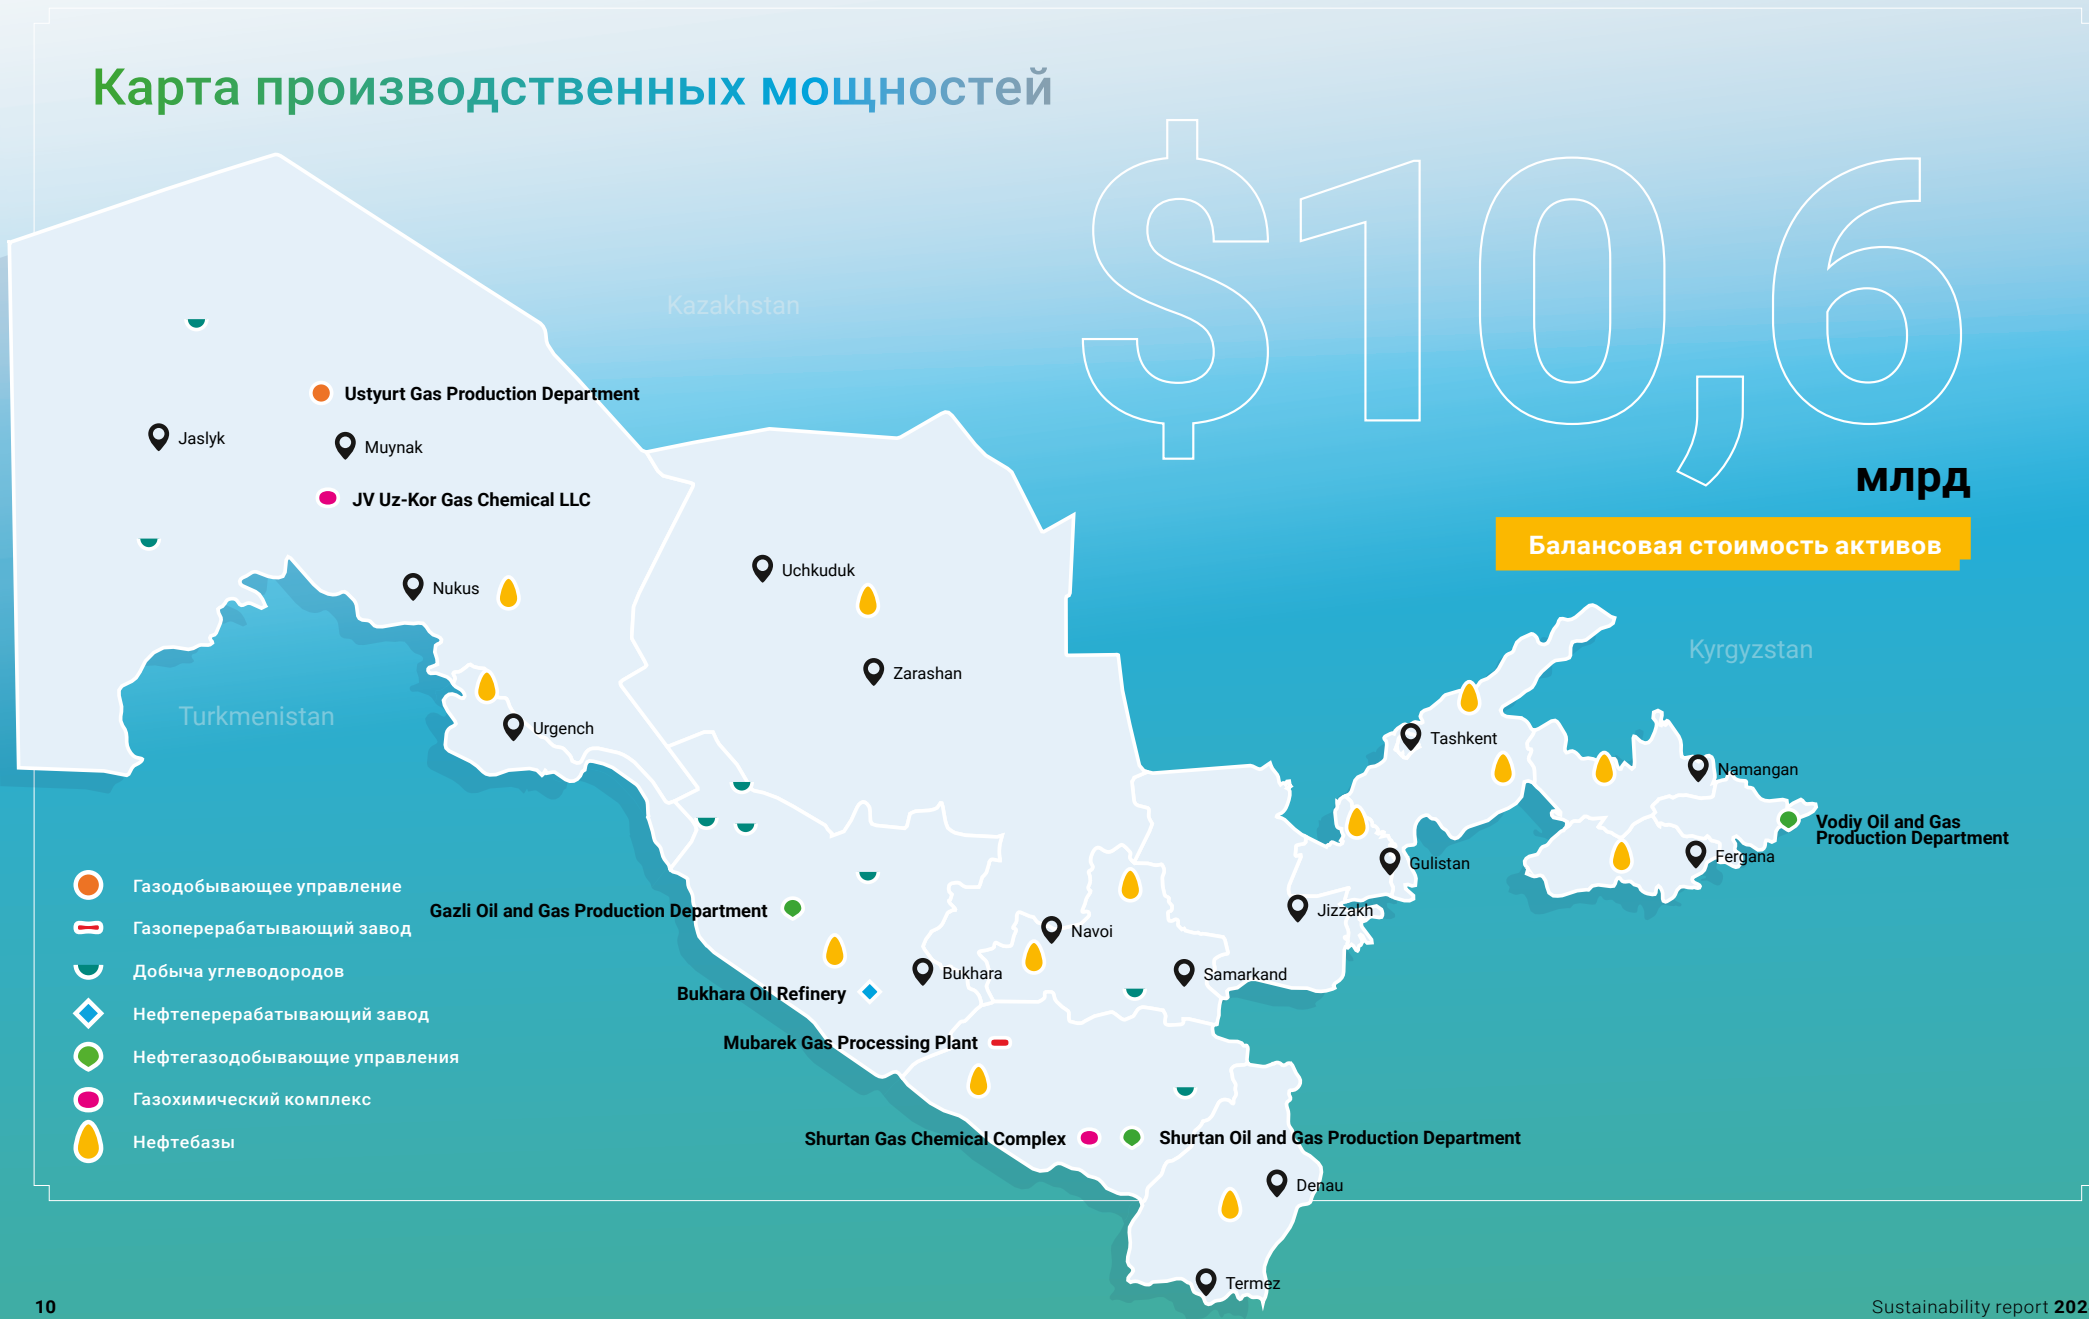 Карта производственных мощностей
$10,6
млрд
Балансовая стоимость активов
Kazakhstan
Kyrgyzstan
Turkmenistan
Ustyurt Gas Production Department
Jaslyk
Muynak
JV Uz-Kor Gas Chemical LLC
Nukus
Uchkuduk
Zarashan
Urgench
Tashkent
Namangan
Vodiy Oil and Gas
Production Department
Fergana
Gulistan
Jizzakh
Gazli Oil and Gas Production Department
Navoi
Bukhara
Samarkand
Bukhara Oil Refinery
Mubarek Gas Processing Plant
Shurtan Gas Chemical Complex
Shurtan Oil and Gas Production Department
Denau
Termez
Газодобывающее управление
Газоперерабатывающий завод
Добыча углеводородов
Нефтеперерабатывающий завод
Нефтегазодобывающие управления
Газохимический комплекс
Нефтебазы
10
Sustainability report 202